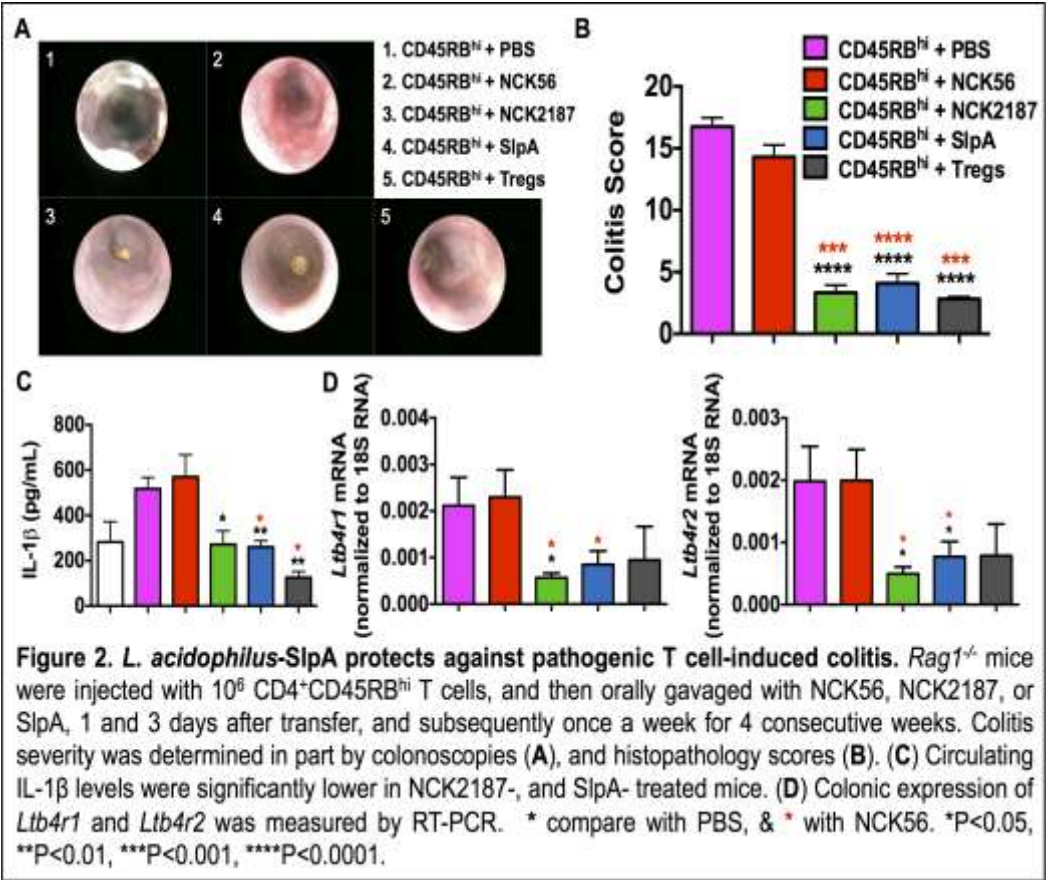 A
1
2
1. CD45RBhi + PBS
2. CD45RBhi + NCK56
3. CD45RBhi + NCK2187
4. CD45RBhi + SlpA
5. CD45RBhi + Tregs
3
4
5
B
CD45RBhi + PBS
CD45RBhi + NCK56
CD45RBhi + NCK2187
CD45RBhi + SlpA
CD45RBhi + Tregs
Colitis Score
20
15
10
5
0
*** **** ***
**** **** ****
C
IL-1β (pg/mL)
800
600
400
200
0
* *
* ** **
D
Ltb4r1 mRNA
(normalized to 18S RNA)
0.004
0.003
0.002
0.001
0.000
* *
*
Ltb4r2 mRNA
(normalized to 18S RNA)
0.003
0.002
0.001
0.000
* *
* *
Figure 2. L. acidophilus-SlpA protects against pathogenic T cell-induced colitis. Rag1-/- mice
were injected with 10⁶ CD4⁺CD45RBhi T cells, and then orally gavaged with NCK56, NCK2187, or
SlpA, 1 and 3 days after transfer, and subsequently once a week for 4 consecutive weeks. Colitis
severity was determined in part by colonoscopies (A), and histopathology scores (B). (C) Circulating
IL-1β levels were significantly lower in NCK2187-, and SlpA- treated mice. (D) Colonic expression of
Ltb4r1 and Ltb4r2 was measured by RT-PCR. * compare with PBS, & * with NCK56. *P<0.05,
**P<0.01, ***P<0.001, ****P<0.0001.